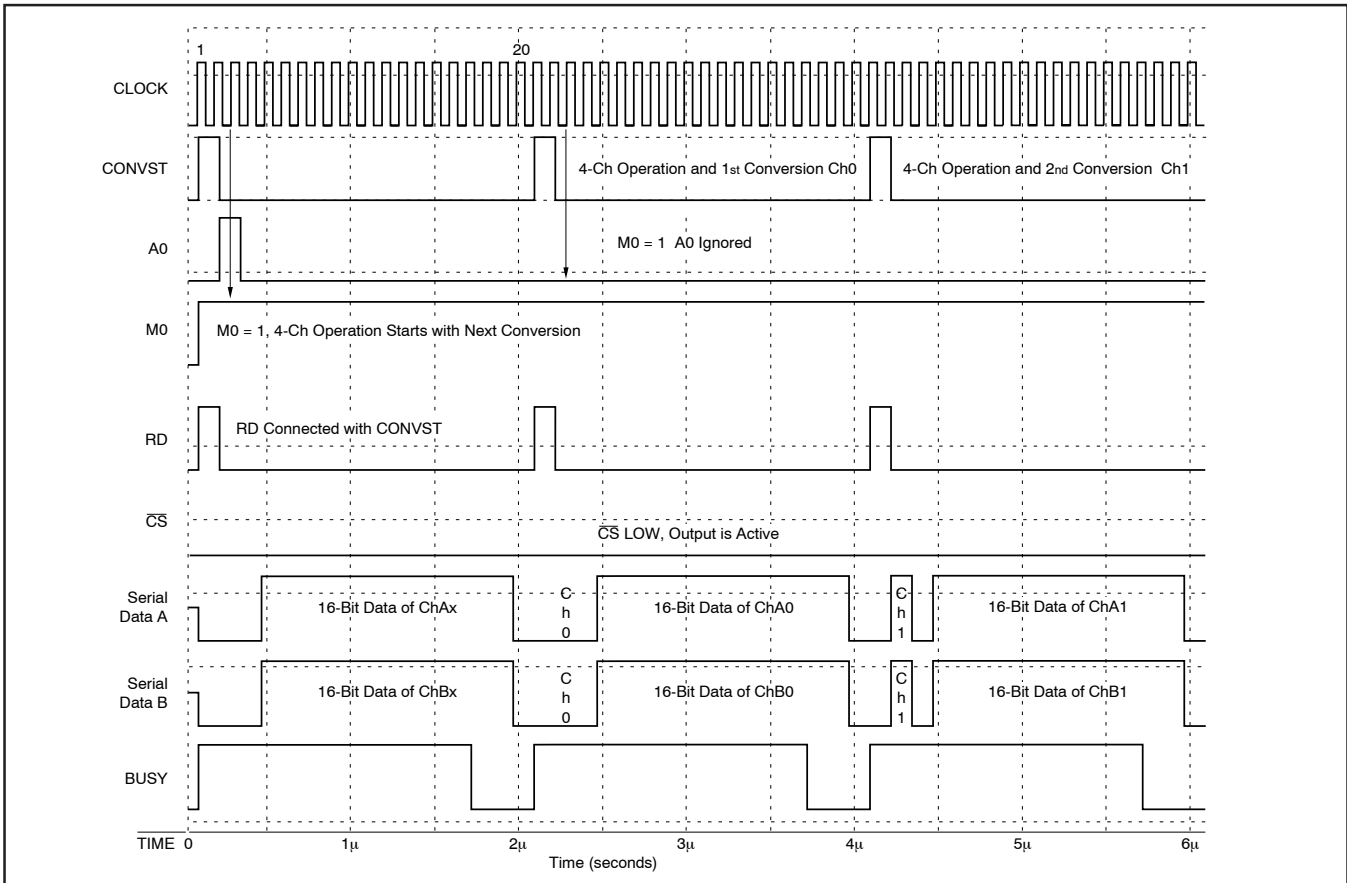 1 20
CLOCK
CONVST
4-Ch Operation and 1st Conversion Ch0
4-Ch Operation and 2nd Conversion Ch1
A0
M0 = 1 A0 Ignored
M0
M0 = 1, 4-Ch Operation Starts with Next Conversion
RD
RD Connected with CONVST
CS
CS LOW, Output is Active
Serial
Data A
16-Bit Data of ChAx
C
h
0
16-Bit Data of ChA0
C
h
1
16-Bit Data of ChA1
Serial
Data B
16-Bit Data of ChBx
C
h
0
16-Bit Data of ChB0
C
h
1
16-Bit Data of ChB1
BUSY
TIME 0 1μ 2μ 3μ 4μ 5μ 6μ
Time (seconds)